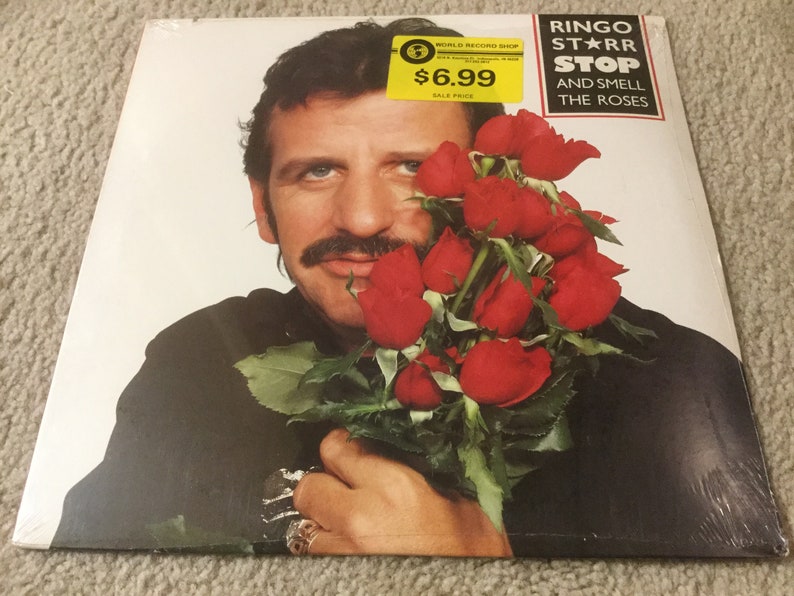 WORLD RECORD SHOP
$6.99
SALE PRICE
RINGO
ST★RR
STOP
AND SMELL
THE ROSES